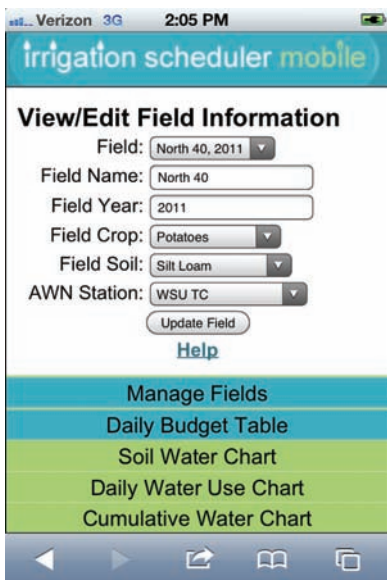 Verizon 3G 2:05 PM
irrigation scheduler mobile
View/Edit Field Information
Field: North 40, 2011
Field Name: North 40
Field Year: 2011
Field Crop: Potatoes
Field Soil: Silt Loam
AWN Station: WSU TC
Update Field
Help
Manage Fields
Daily Budget Table
Soil Water Chart
Daily Water Use Chart
Cumulative Water Chart